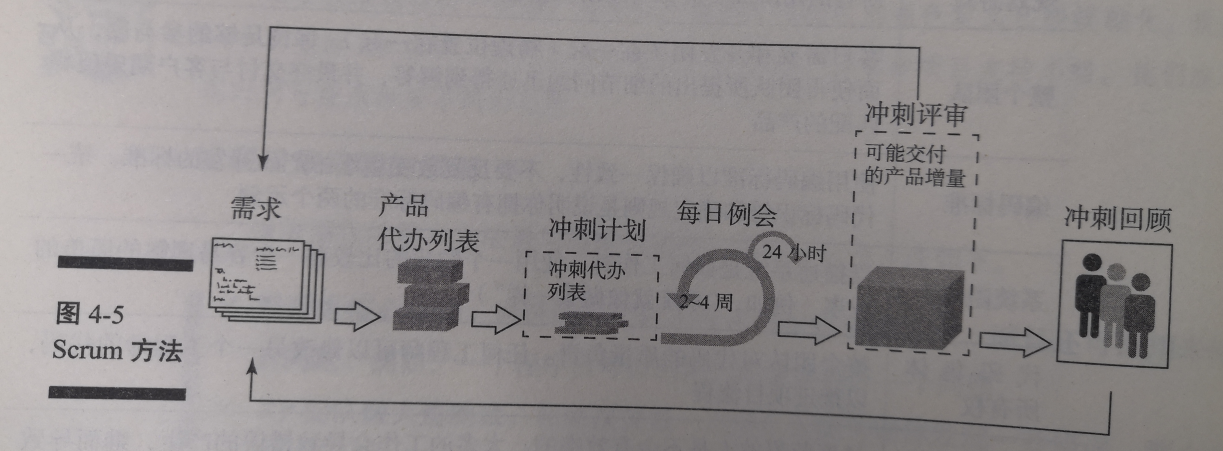 冲刺评审
可能交付
的产品增量
需求
产品
代办列表
冲刺计划
冲刺代办
列表
每日例会
24 小时
2~4 周
冲刺回顾
图 4-5
Scrum 方法